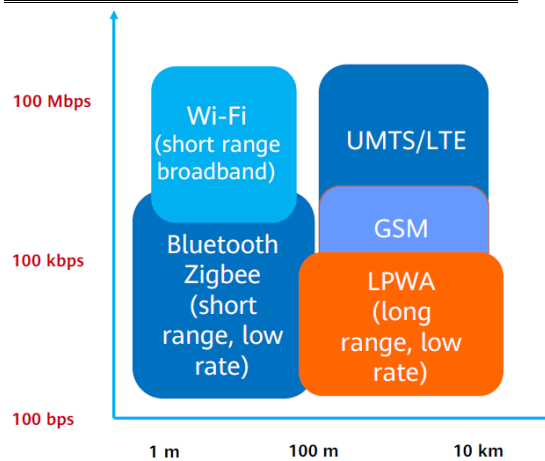 100 Mbps
Wi-Fi
(short range
broadband)
UMTS/LTE
GSM
100 kbps
Bluetooth
Zigbee
(short
range, low
rate)
LPWA
(long
range, low
rate)
100 bps
1 m
100 m
10 km